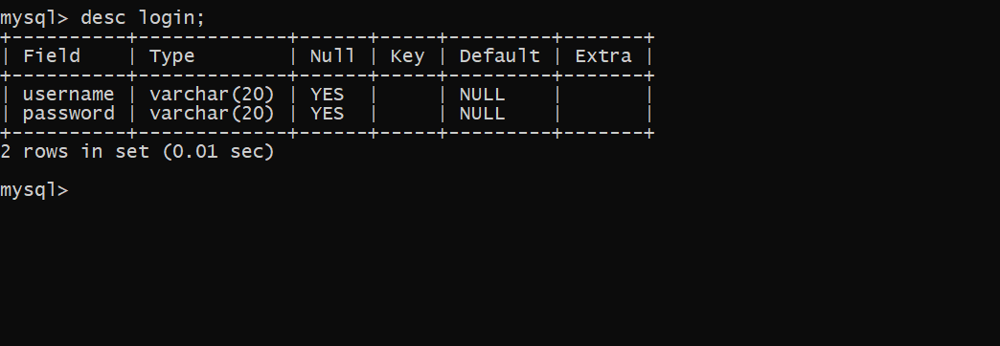 mysql> desc login;
+----------+-------------+------+-----+---------+-------+
| Field    | Type        | Null | Key | Default | Extra |
+----------+-------------+------+-----+---------+-------+
| username | varchar(20) | YES  |     | NULL    |       |
| password | varchar(20) | YES  |     | NULL    |       |
+----------+-------------+------+-----+---------+-------+
2 rows in set (0.01 sec)
mysql>